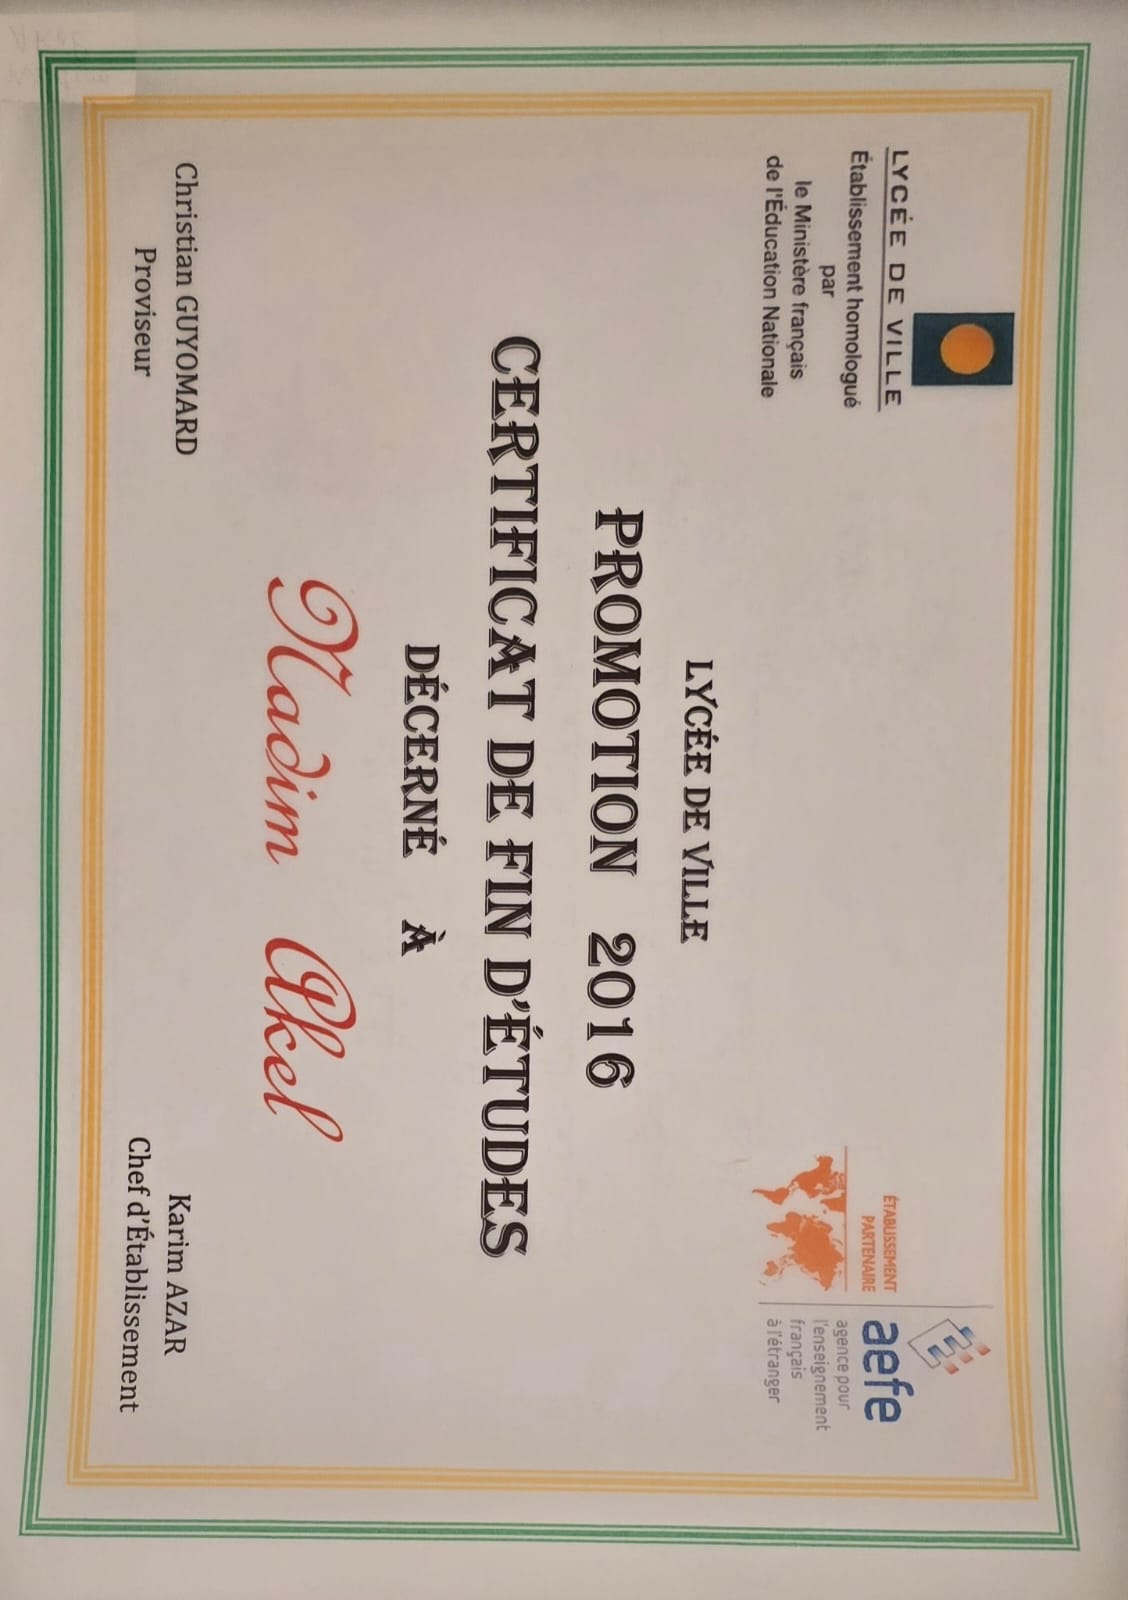 LYCÉE DE VILLE
Établissement homologué
par
le Ministère français
de l'Éducation Nationale
ÉTABLISSEMENT
PARTENAIRE
aefe
agence pour
l'enseignement
français
à l'étranger
LYCÉE DE VILLE
PROMOTION 2016
CERTIFICAT DE FIN D'ÉTUDES
DÉCERNÉ À
Nadim Akel
Christian GUYOMARD
Proviseur
Karim AZAR
Chef d'Établissement